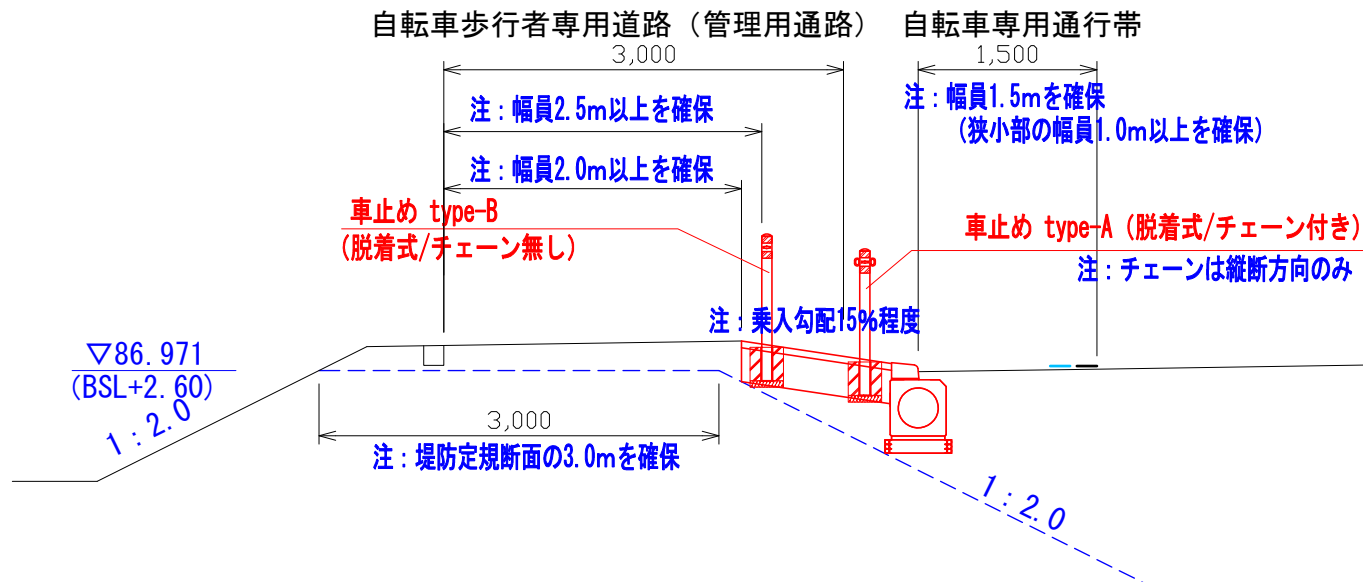 自転車歩行者専用道路（管理用通路）
自転車専用通行帯
3,000
1,500
注：幅員2.5m以上を確保
注：幅員1.5mを確保
(狭小部の幅員1.0m以上を確保)
注：幅員2.0m以上を確保
車止め type-B
(脱着式/チェーン無し)
車止め type-A（脱着式/チェーン付き)
注：チェーンは縦断方向のみ
注：乗入勾配15%程度
▽86.971
(BSL+2.60)
1:2.0
3,000
注：堤防定規断面の3.0mを確保
1:2.0